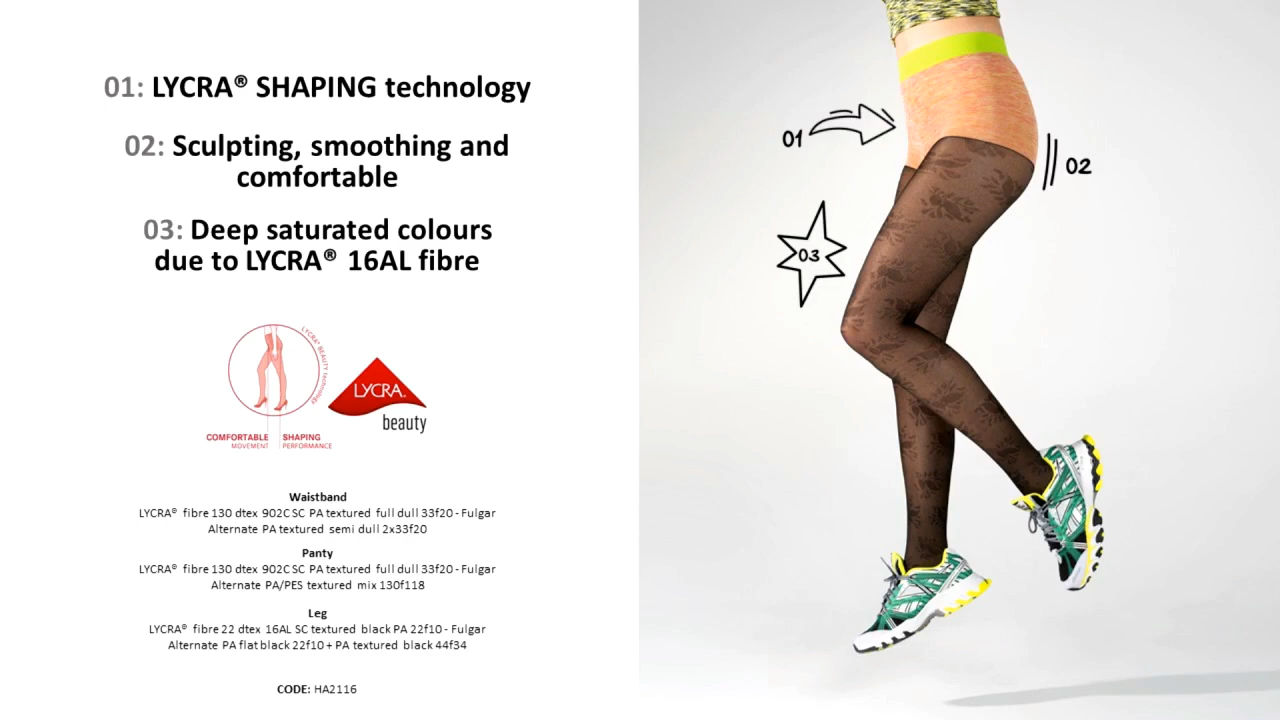 01: LYCRA® SHAPING technology
02: Sculpting, smoothing and
comfortable
03: Deep saturated colours
due to LYCRA® 16AL fibre
LYCRA® BEAUTY technology
COMFORTABLE
MOVEMENT
SHAPING
PERFORMANCE
LYCRA®
beauty
Waistband
LYCRA® fibre 130 dtex 902C SC PA textured full dull 33f20 - Fulgar
Alternate PA textured semi dull 2x33f20
Panty
LYCRA® fibre 130 dtex 902C SC PA textured full dull 33f20 - Fulgar
Alternate PA/PES textured mix 130f118
Leg
LYCRA® fibre 22 dtex 16AL SC textured black PA 22f10 - Fulgar
Alternate PA flat black 22f10 + PA textured black 44f34
CODE: HA2116
01
02
03